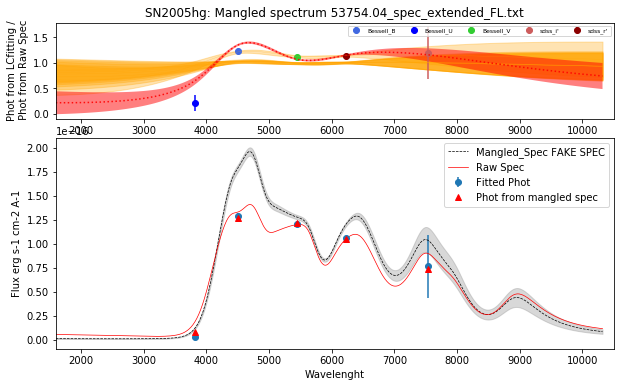 SN2005hg: Mangled spectrum 53754.04_spec_extended_FL.txt
Phot from LCfitting /
Phot from Raw Spec
1.5
1.0
0.5
0.0
Bessell_B
Bessell_U
Bessell_V
sdss_i'
sdss_r'
2000 3000 4000 5000 6000 7000 8000 9000 10000
Flux erg s-1 cm-2 A-1
2.00
1.75
1.50
1.25
1.00
0.75
0.50
0.25
0.00
Mangled_Spec FAKE SPEC
Raw Spec
Fitted Phot
Phot from mangled spec
2000 3000 4000 5000 6000 7000 8000 9000 10000
Wavelenght